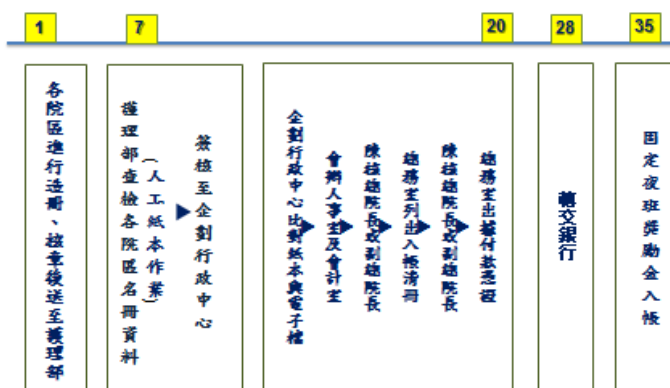 1
7
20
28
35
各院區進行造冊、核章後送至護理部
護理部查檢各院區名冊資料
(人工紙本作業)
簽核至企劃行政中心
企劃行政中心比對紙本與電子檔
會辦人事室及會計室
陳核總院長或副總院長
總務室列出入帳清冊
陳核總院長或副總院長
總務室出據付款憑證
轉交銀行
固定夜班獎勵金入帳